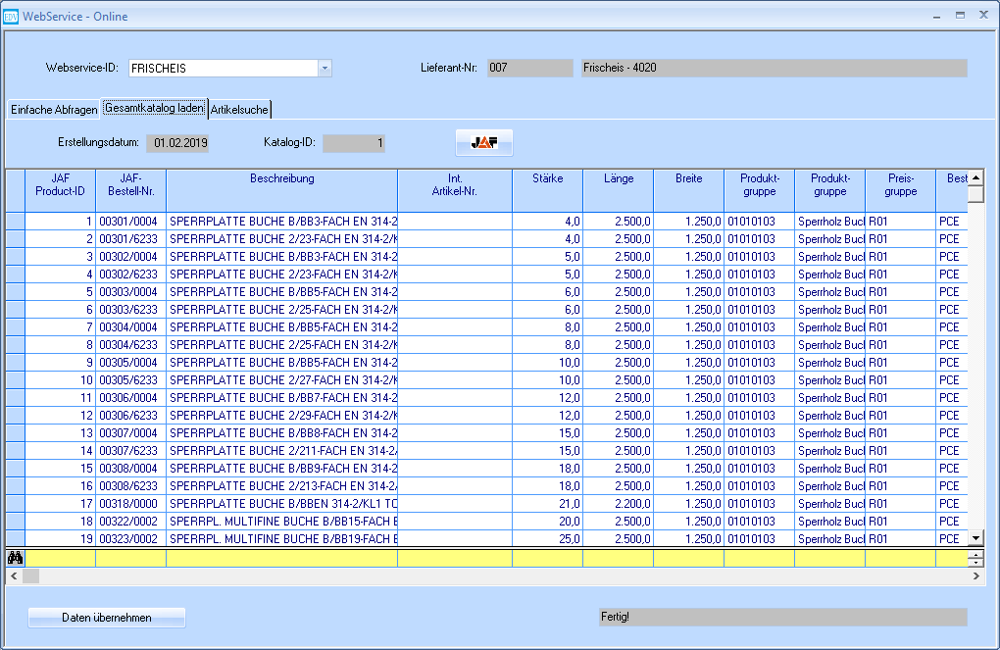 EDV WebService - Online
Webservice-ID: FRISCHEIS Lieferant-Nr: 007 Frischeis - 4020
Einfache Abfragen Gesamtkatalog laden Artikelsuche
Erstellungsdatum: 01.02.2019 Katalog-ID: 1 JAF
JAF JAF- Beschreibung Int. Stärke Länge Breite Produkt- Produkt- Preis- Best
Product-ID Bestell-Nr. Artikel-Nr. gruppe gruppe gruppe
1 00301/0004 SPERRPLATTE BUCHE B/BB3-FACH EN 314-2 4,0 2.500,0 1.250,0 01010103 Sperrholz Buc R01 PCE
2 00301/6233 SPERRPLATTE BUCHE 2/23-FACH EN 314-2/K 4,0 2.500,0 1.250,0 01010103 Sperrholz Buc R01 PCE
3 00302/0004 SPERRPLATTE BUCHE B/BB3-FACH EN 314-2 5,0 2.500,0 1.250,0 01010103 Sperrholz Buc R01 PCE
4 00302/6233 SPERRPLATTE BUCHE 2/23-FACH EN 314-2/K 5,0 2.500,0 1.250,0 01010103 Sperrholz Buc R01 PCE
5 00303/0004 SPERRPLATTE BUCHE B/BB5-FACH EN 314-2 6,0 2.500,0 1.250,0 01010103 Sperrholz Buc R01 PCE
6 00303/6233 SPERRPLATTE BUCHE 2/25-FACH EN 314-2/K 6,0 2.500,0 1.250,0 01010103 Sperrholz Buc R01 PCE
7 00304/0004 SPERRPLATTE BUCHE B/BB5-FACH EN 314-2 8,0 2.500,0 1.250,0 01010103 Sperrholz Buc R01 PCE
8 00304/6233 SPERRPLATTE BUCHE 2/25-FACH EN 314-2/K 8,0 2.500,0 1.250,0 01010103 Sperrholz Buc R01 PCE
9 00305/0004 SPERRPLATTE BUCHE B/BB5-FACH EN 314-2 10,0 2.500,0 1.250,0 01010103 Sperrholz Buc R01 PCE
10 00305/6233 SPERRPLATTE BUCHE 2/27-FACH EN 314-2/K 10,0 2.500,0 1.250,0 01010103 Sperrholz Buc R01 PCE
11 00306/0004 SPERRPLATTE BUCHE B/BB7-FACH EN 314-2 12,0 2.500,0 1.250,0 01010103 Sperrholz Buc R01 PCE
12 00306/6233 SPERRPLATTE BUCHE 2/29-FACH EN 314-2/K 12,0 2.500,0 1.250,0 01010103 Sperrholz Buc R01 PCE
13 00307/0004 SPERRPLATTE BUCHE B/BB8-FACH EN 314-2 15,0 2.500,0 1.250,0 01010103 Sperrholz Buc R01 PCE
14 00307/6233 SPERRPLATTE BUCHE 2/211-FACH EN 314-2/ 15,0 2.500,0 1.250,0 01010103 Sperrholz Buc R01 PCE
15 00308/0004 SPERRPLATTE BUCHE B/BB9-FACH EN 314-2 18,0 2.500,0 1.250,0 01010103 Sperrholz Buc R01 PCE
16 00308/6233 SPERRPLATTE BUCHE 2/213-FACH EN 314-2/ 18,0 2.500,0 1.250,0 01010103 Sperrholz Buc R01 PCE
17 00318/0000 SPERRPLATTE BUCHE B/BBEN 314-2/KL1 TO 21,0 2.200,0 1.250,0 01010103 Sperrholz Buc R01 PCE
18 00322/0002 SPERRPL. MULTIFINE BUCHE B/BB15-FACH E 20,0 2.500,0 1.250,0 01010103 Sperrholz Buc R01 PCE
19 00323/0002 SPERRPL. MULTIFINE BUCHE B/BB19-FACH E 25,0 2.500,0 1.250,0 01010103 Sperrholz Buc R01 PCE
Daten übernehmen Fertig!